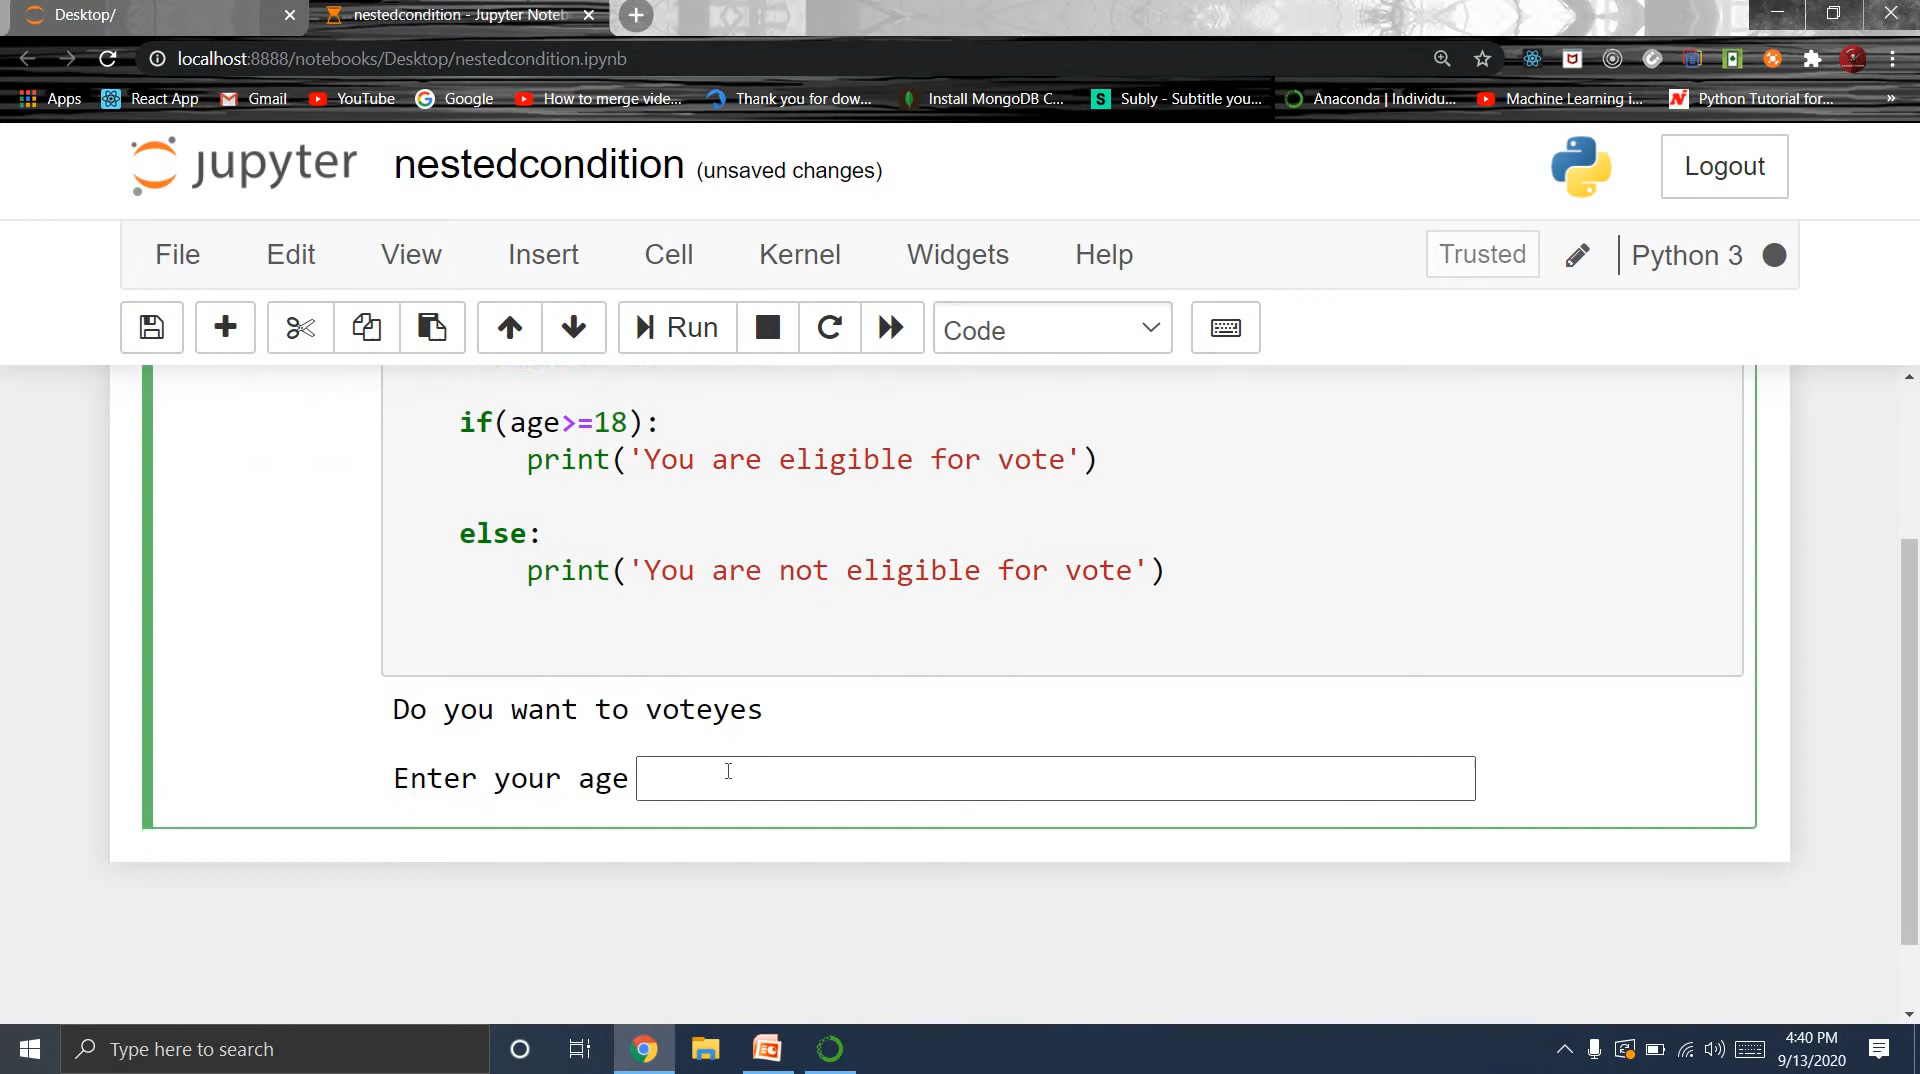 Desktop/
nestedcondition - Jupyter Noteb
localhost:8888/notebooks/Desktop/nestedcondition.ipynb
Apps
React App
Gmail
YouTube
Google
How to merge vide...
Thank you for dow...
Install MongoDB C...
Subly - Subtitle you...
Anaconda | Individu...
Machine Learning i...
Python Tutorial for...
»
jupyter nestedcondition (unsaved changes)
Logout
File Edit View Insert Cell Kernel Widgets Help
Trusted
Python 3
Run
Code
if(age>=18):
print('You are eligible for vote')
else:
print('You are not eligible for vote')
Do you want to voteyes
Enter your age
Type here to search
4:40 PM
9/13/2020